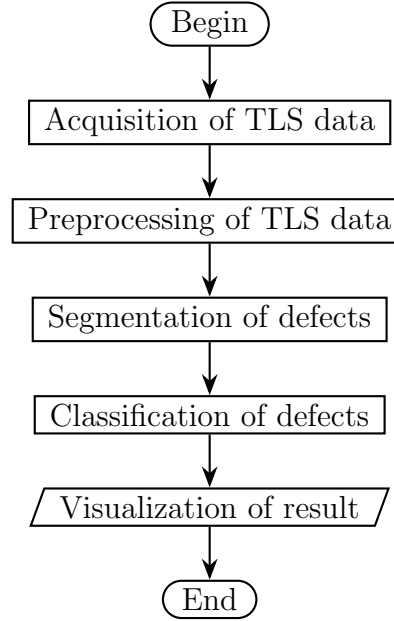 Begin
Acquisition of TLS data
Preprocessing of TLS data
Segmentation of defects
Classification of defects
Visualization of result
End